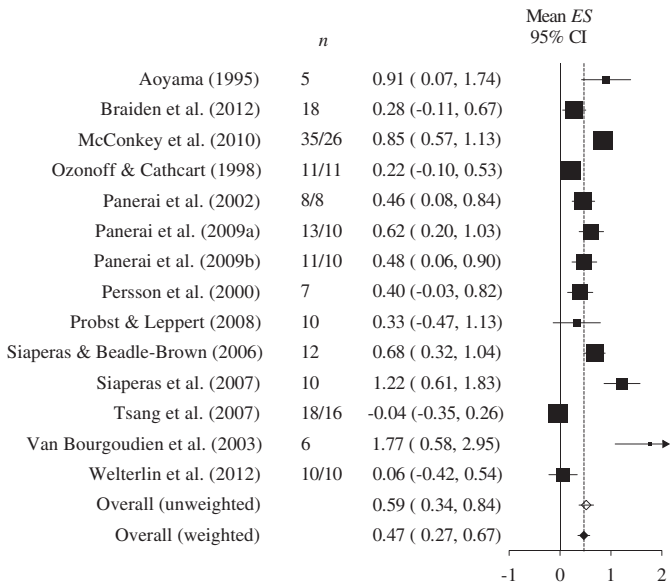 Mean ES
n 95% CI
Aoyama (1995) 5 0.91 ( 0.07, 1.74)
Braiden et al. (2012) 18 0.28 (-0.11, 0.67)
McConkey et al. (2010) 35/26 0.85 ( 0.57, 1.13)
Ozonoff & Cathcart (1998) 11/11 0.22 (-0.10, 0.53)
Panerai et al. (2002) 8/8 0.46 ( 0.08, 0.84)
Panerai et al. (2009a) 13/10 0.62 ( 0.20, 1.03)
Panerai et al. (2009b) 11/10 0.48 ( 0.06, 0.90)
Persson et al. (2000) 7 0.40 (-0.03, 0.82)
Probst & Leppert (2008) 10 0.33 (-0.47, 1.13)
Siaperas & Beadle-Brown (2006) 12 0.68 ( 0.32, 1.04)
Siaperas et al. (2007) 10 1.22 ( 0.61, 1.83)
Tsang et al. (2007) 18/16 -0.04 (-0.35, 0.26)
Van Bourgoudien et al. (2003) 6 1.77 ( 0.58, 2.95)
Welterlin et al. (2012) 10/10 0.06 (-0.42, 0.54)
Overall (unweighted) 0.59 ( 0.34, 0.84)
Overall (weighted) 0.47 ( 0.27, 0.67)
-1 0 1 2